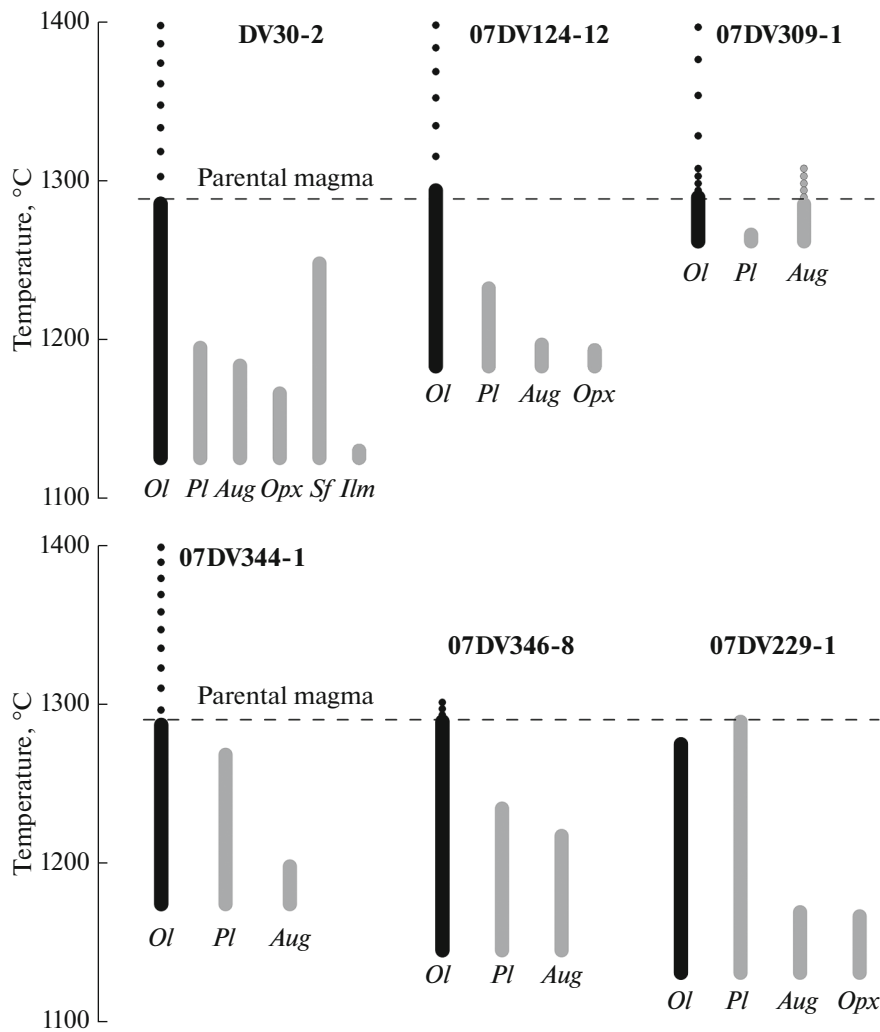 1400
DV30-2
07DV124-12
07DV309-1
1300
Parental magma
Temperature, °C
Ol
Pl
Aug
1200
Ol
Pl
Aug
Opx
1100
Ol
Pl
Aug
Opx
Sf
Ilm
1400
07DV344-1
07DV346-8
07DV229-1
1300
Parental magma
Temperature, °C
1200
Ol
Pl
Aug
Ol
Pl
Aug
Ol
Pl
Aug
Opx
1100